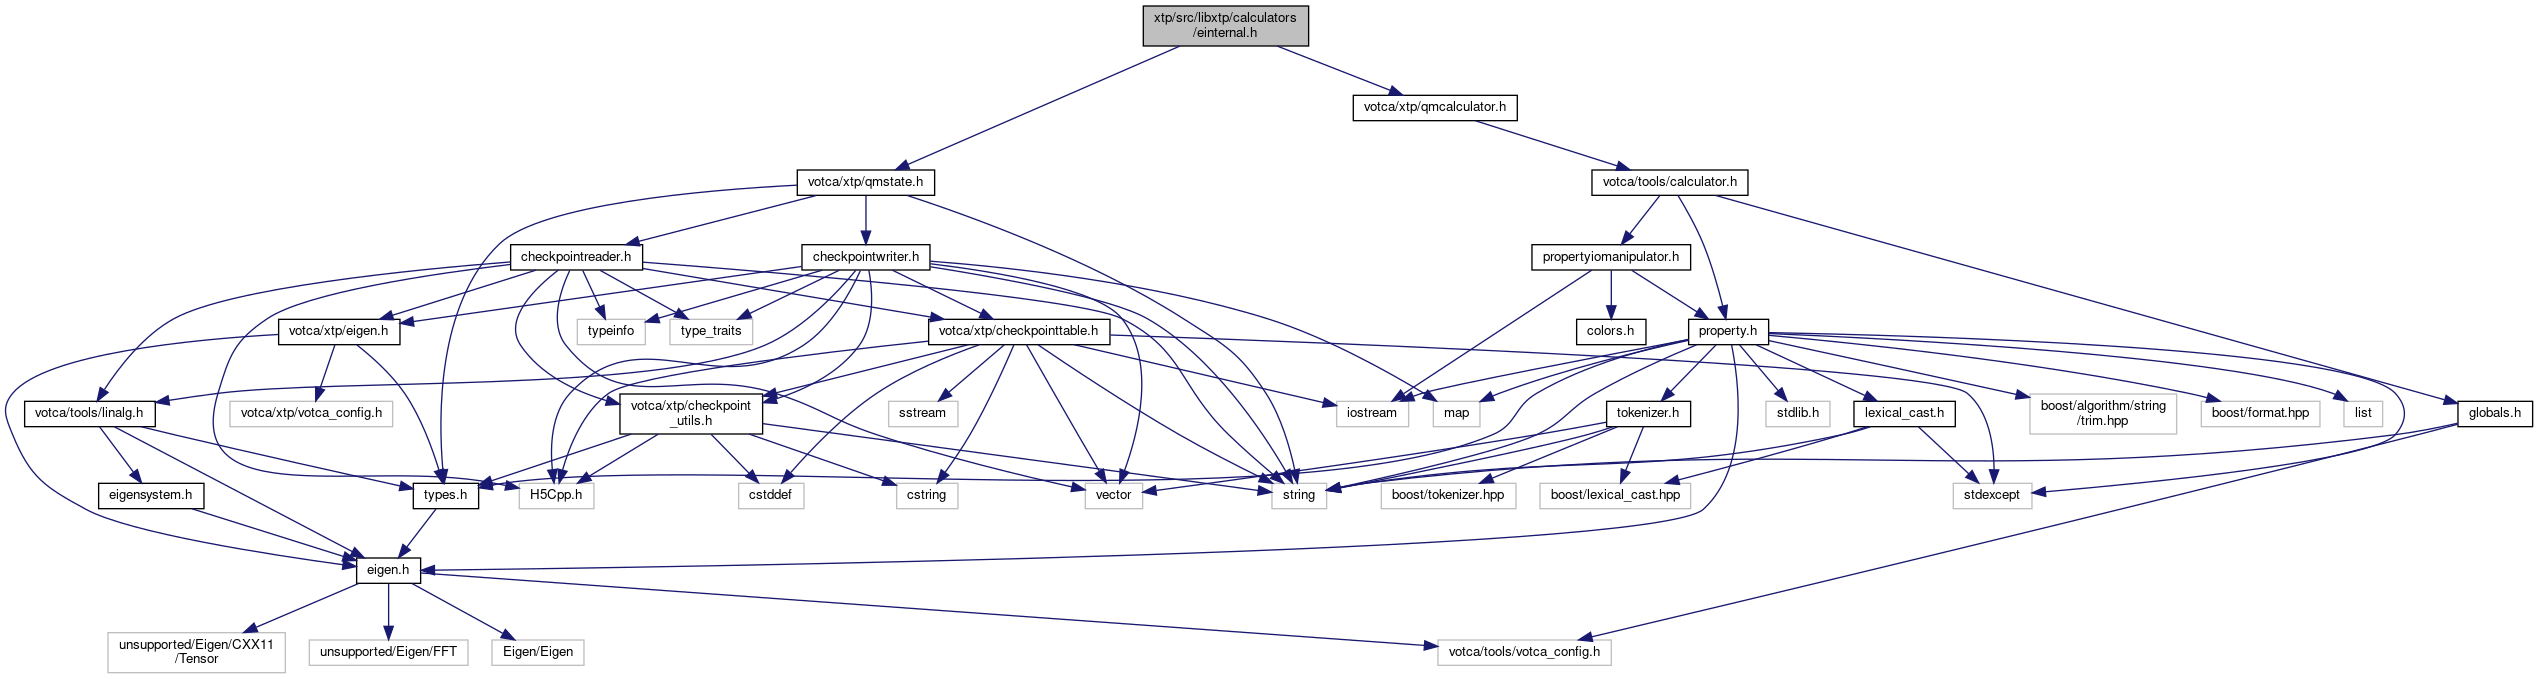 xtp/src/libxtp/calculators
/einternal.h
votca/xtp/qmcalculator.h
votca/xtp/qmstate.h
votca/tools/calculator.h
checkpointreader.h
checkpointwriter.h
propertyiomanipulator.h
votca/xtp/eigen.h
typeinfo
type_traits
votca/xtp/checkpointtable.h
colors.h
property.h
votca/tools/linalg.h
votca/xtp/votca_config.h
votca/xtp/checkpoint
_utils.h
sstream
iostream
map
tokenizer.h
stdlib.h
lexical_cast.h
boost/algorithm/string
/trim.hpp
boost/format.hpp
list
globals.h
eigensystem.h
types.h
H5Cpp.h
cstddef
cstring
vector
string
boost/tokenizer.hpp
boost/lexical_cast.hpp
stdexcept
eigen.h
unsupported/Eigen/CXX11
/Tensor
unsupported/Eigen/FFT
Eigen/Eigen
votca/tools/votca_config.h